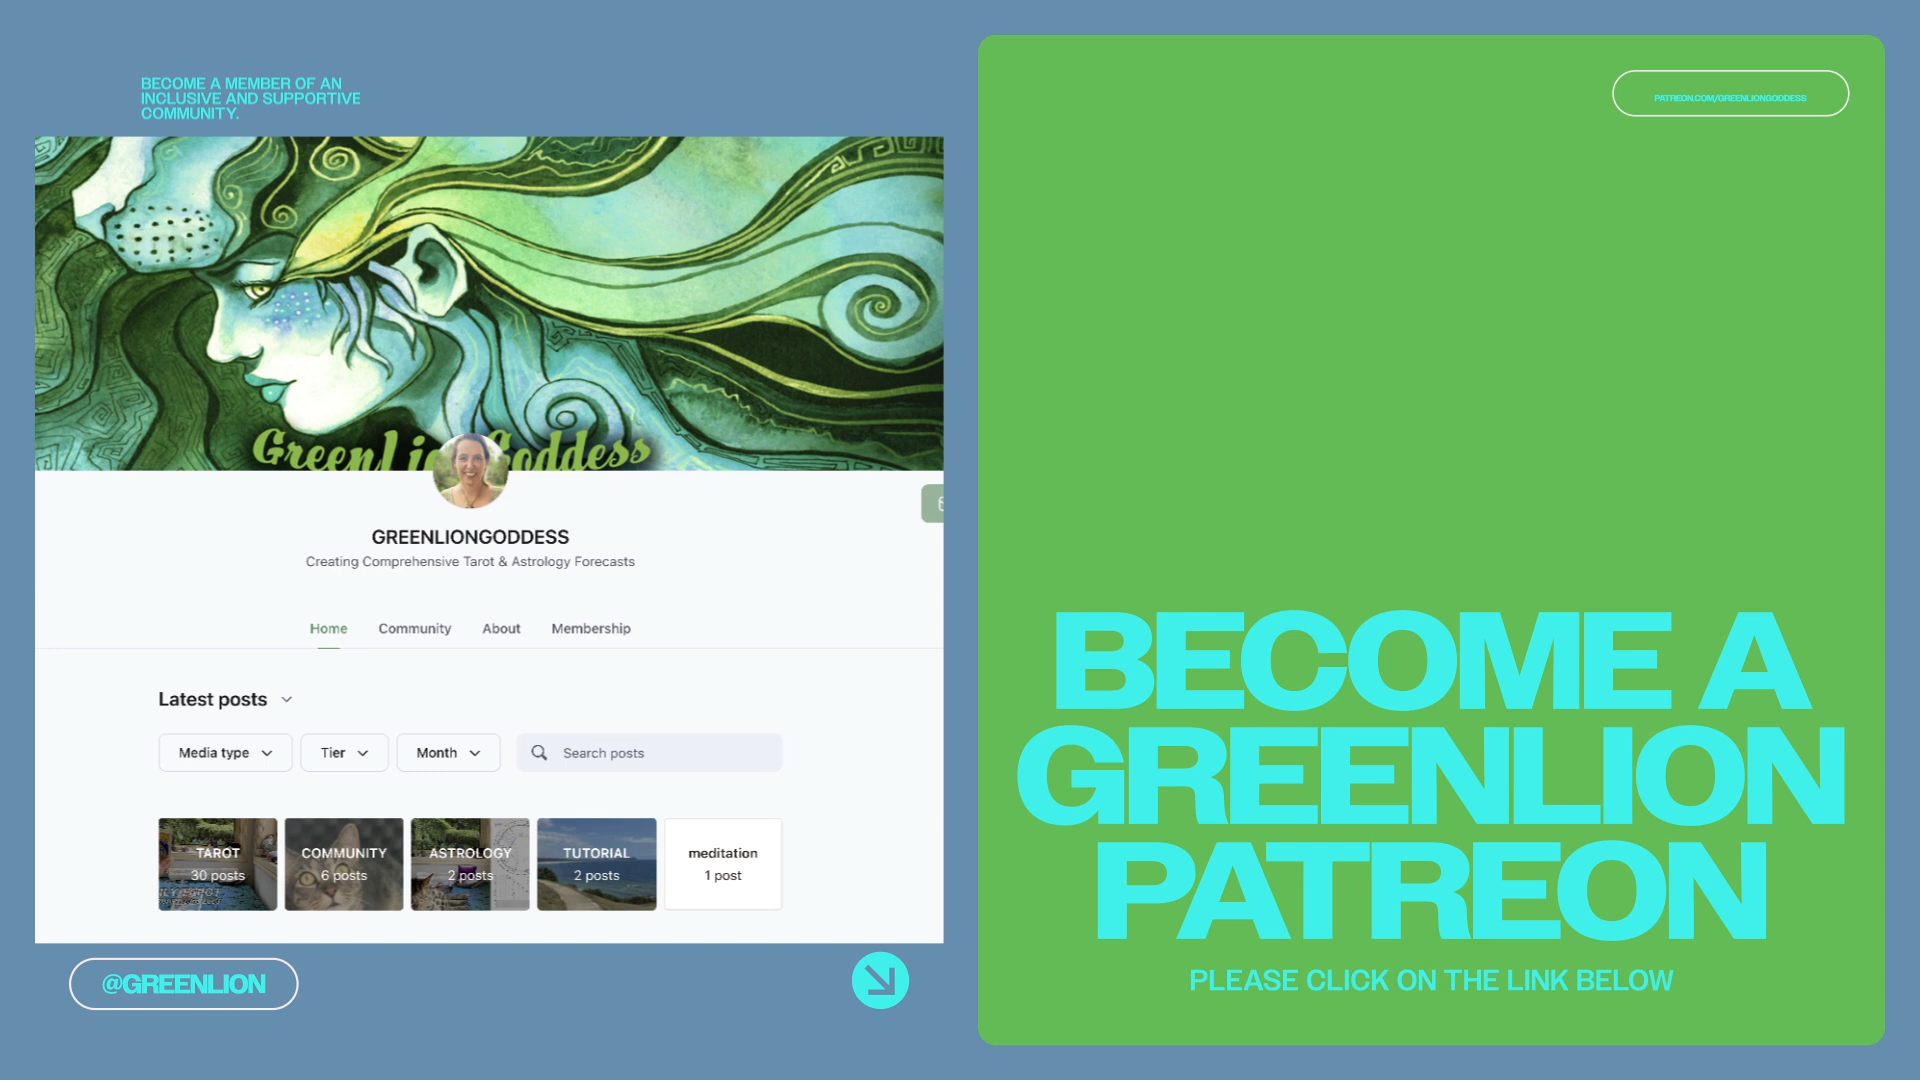 BECOME A MEMBER OF AN
INCLUSIVE AND SUPPORTIVE
COMMUNITY.
GREENLIONGODDESS
Creating Comprehensive Tarot & Astrology Forecasts
Home Community About Membership
Latest posts
Media type Tier Month Search posts
TAROT
30 posts
COMMUNITY
6 posts
ASTROLOGY
2 posts
TUTORIAL
2 posts
meditation
1 post
@GREENLION
PATREON.COM/GREENLIONGODDESS
BECOME A
GREENLION
PATREON
PLEASE CLICK ON THE LINK BELOW